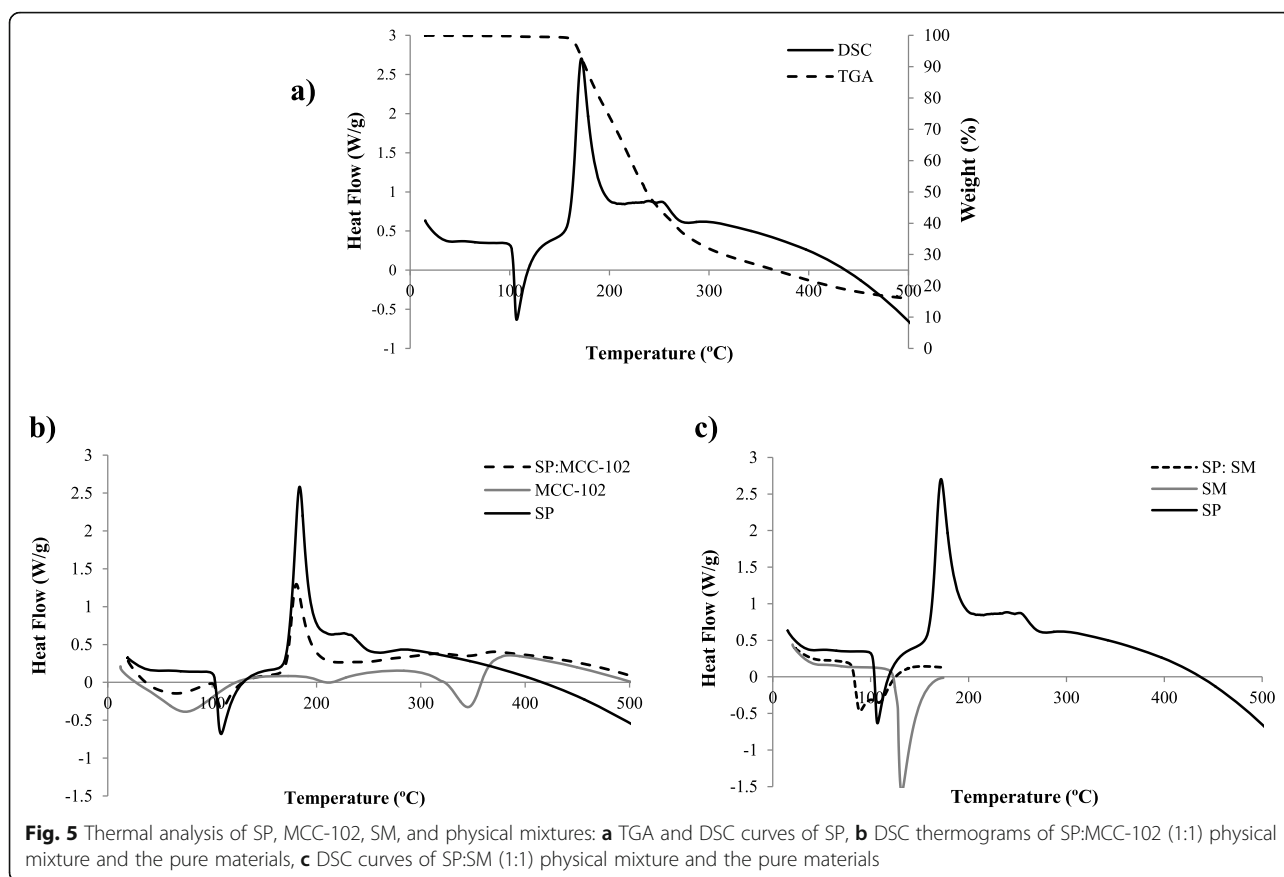 a)
3
2.5
2
1.5
1
0.5
0
-0.5
-1
Heat Flow (W/g)
100
90
80
70
60
50
40
30
20
10
0
Weight (%)
DSC
TGA
0 100 200 300 400 500
Temperature (ºC)
b)
3
2.5
2
1.5
1
0.5
0
-0.5
-1
-1.5
Heat Flow (W/g)
SP:MCC-102
MCC-102
SP
0 100 200 300 400 500
Temperature (ºC)
c)
3
2.5
2
1.5
1
0.5
0
-0.5
-1
-1.5
Heat Flow (W/g)
SP: SM
SM
SP
0 100 200 300 400 500
Temperature (ºC)
Fig. 5 Thermal analysis of SP, MCC-102, SM, and physical mixtures: a TGA and DSC curves of SP, b DSC thermograms of SP:MCC-102 (1:1) physical
mixture and the pure materials, c DSC curves of SP:SM (1:1) physical mixture and the pure materials